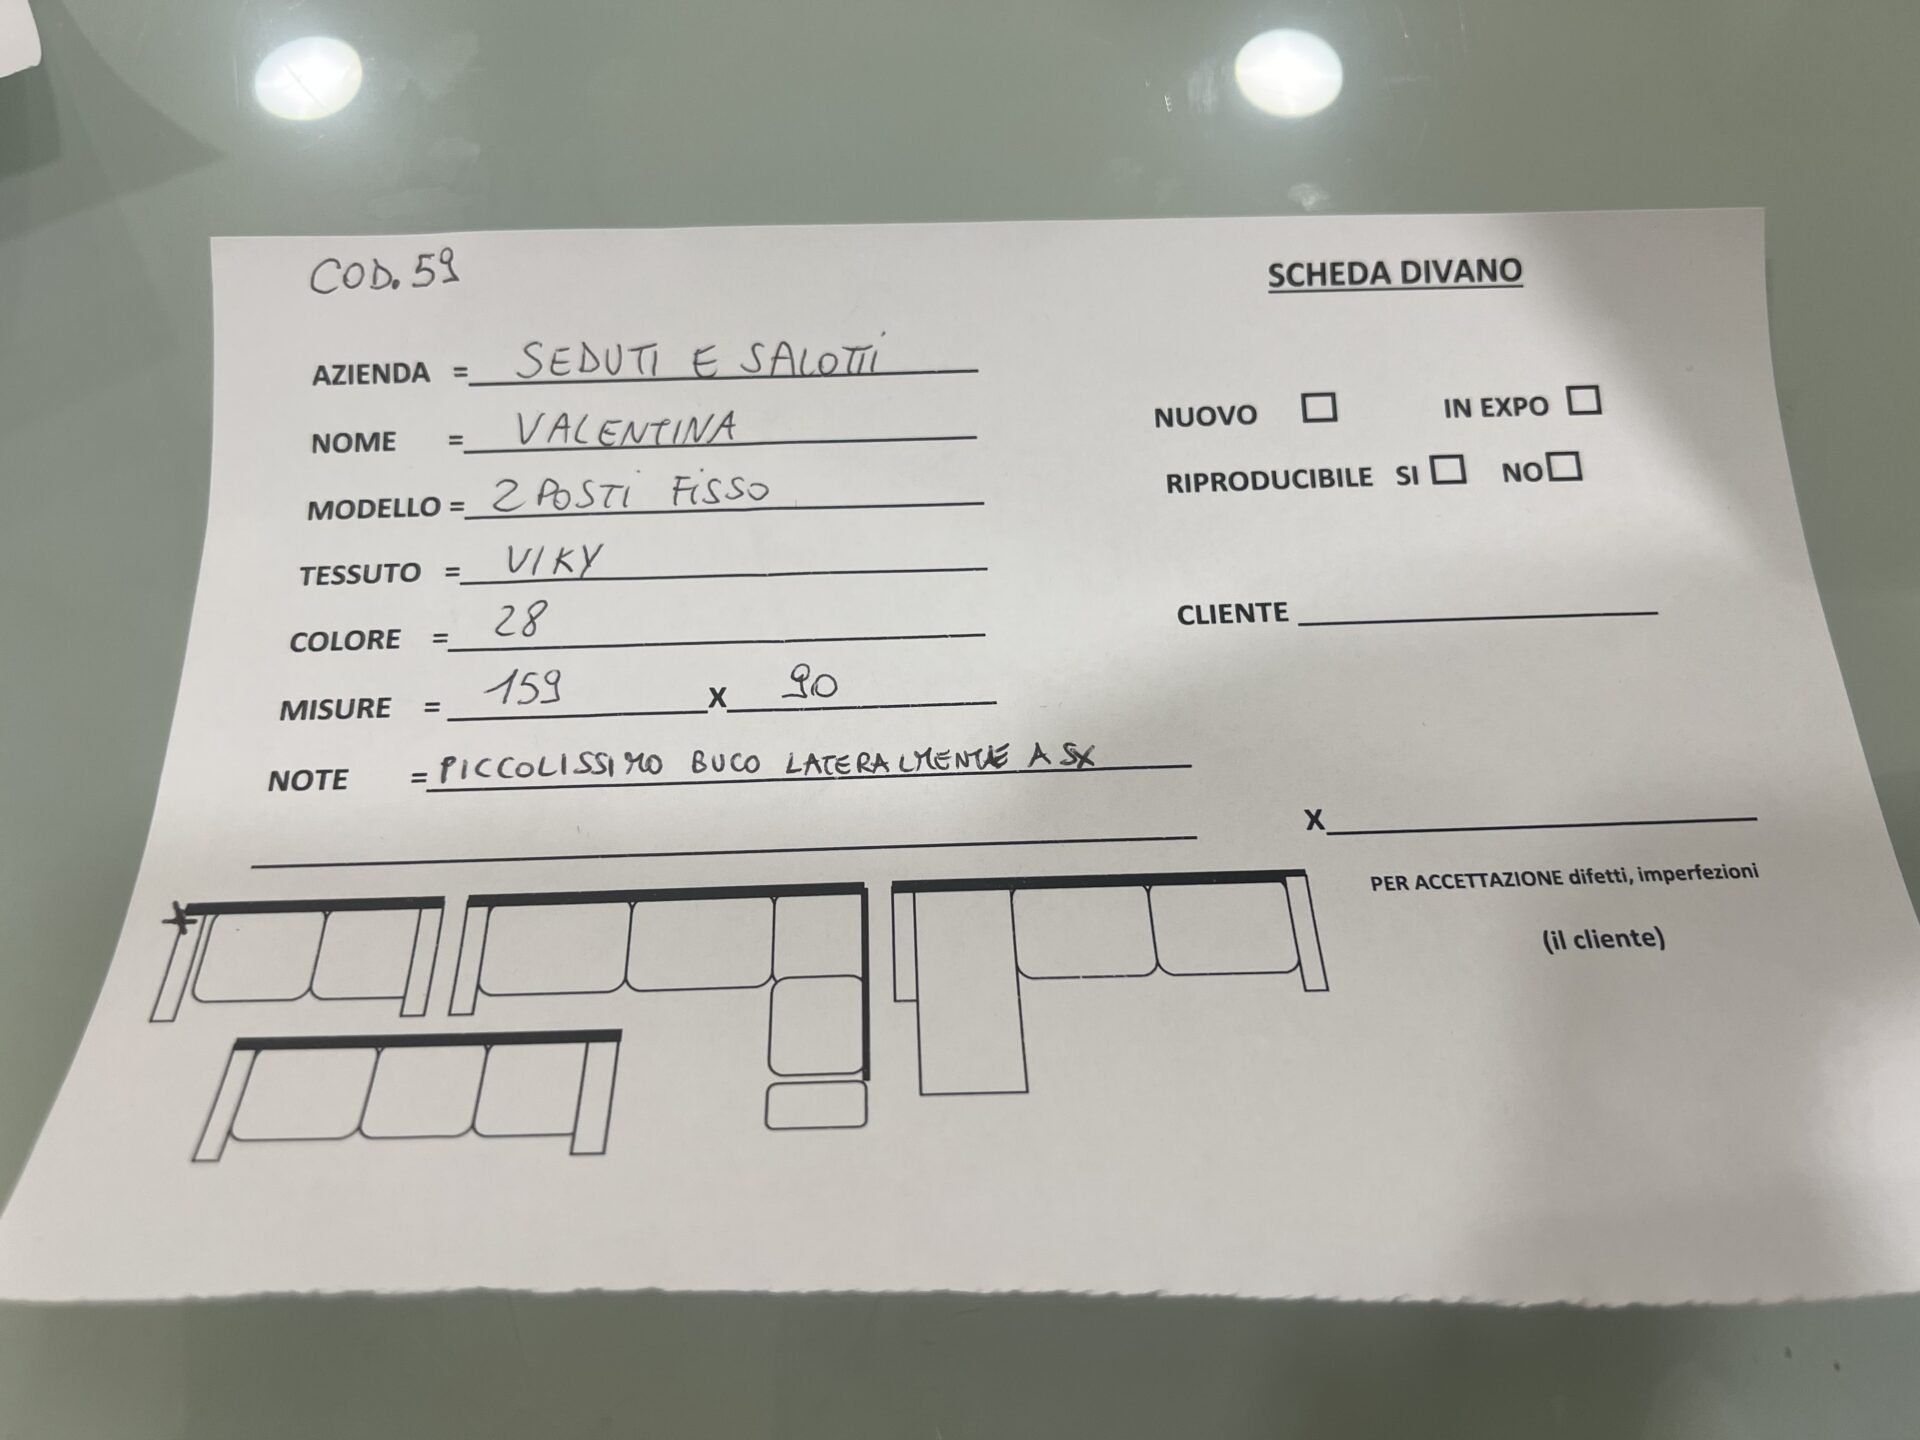 COD. 59
SCHEDA DIVANO
AZIENDA = SEDUTI E SALOTTI
NOME = VALENTINA
MODELLO = 2 POSTI FISSO
TESSUTO = VIKY
COLORE = 28
MISURE = 159 X 90
NOTE = PICCOLISSIMO BUCO LATERALMENTE A SX
NUOVO □ IN EXPO □
RIPRODUCIBILE SI □ NO □
CLIENTE
X
PER ACCETTAZIONE difetti, imperfezioni
(il cliente)